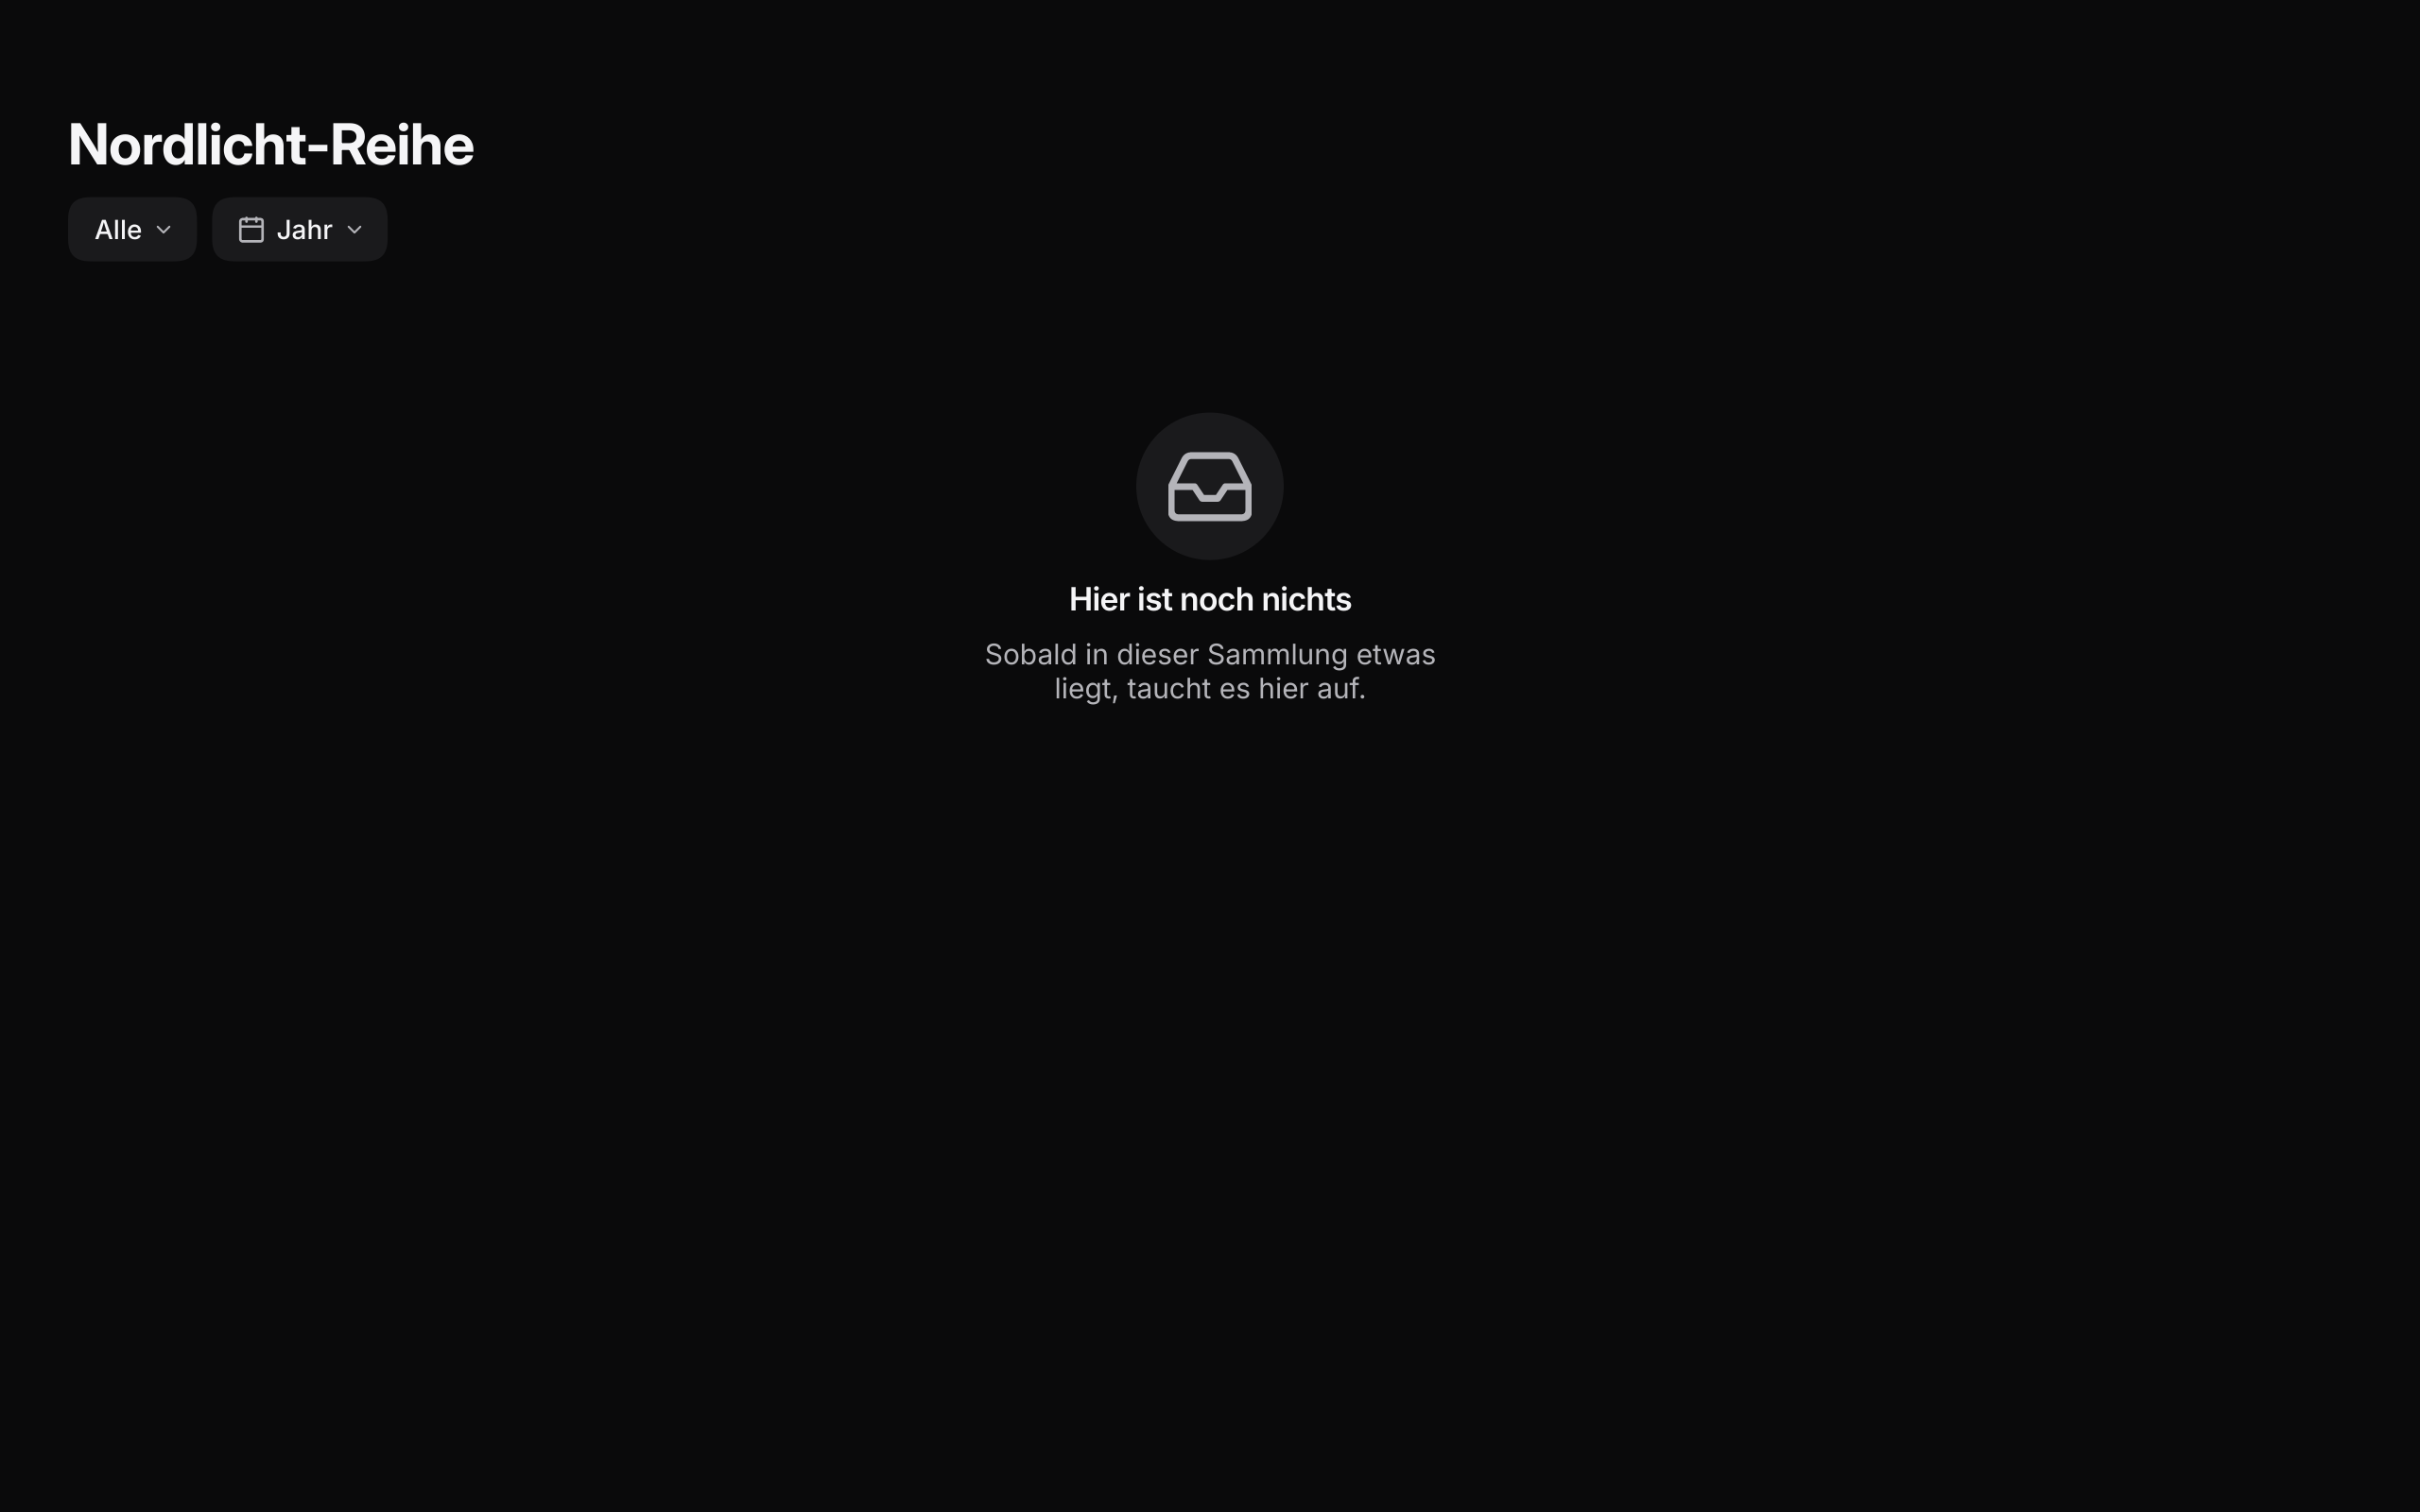 Nordlicht-Reihe
Alle
Jahr
Hier ist noch nichts
Sobald in dieser Sammlung etwas
liegt, taucht es hier auf.